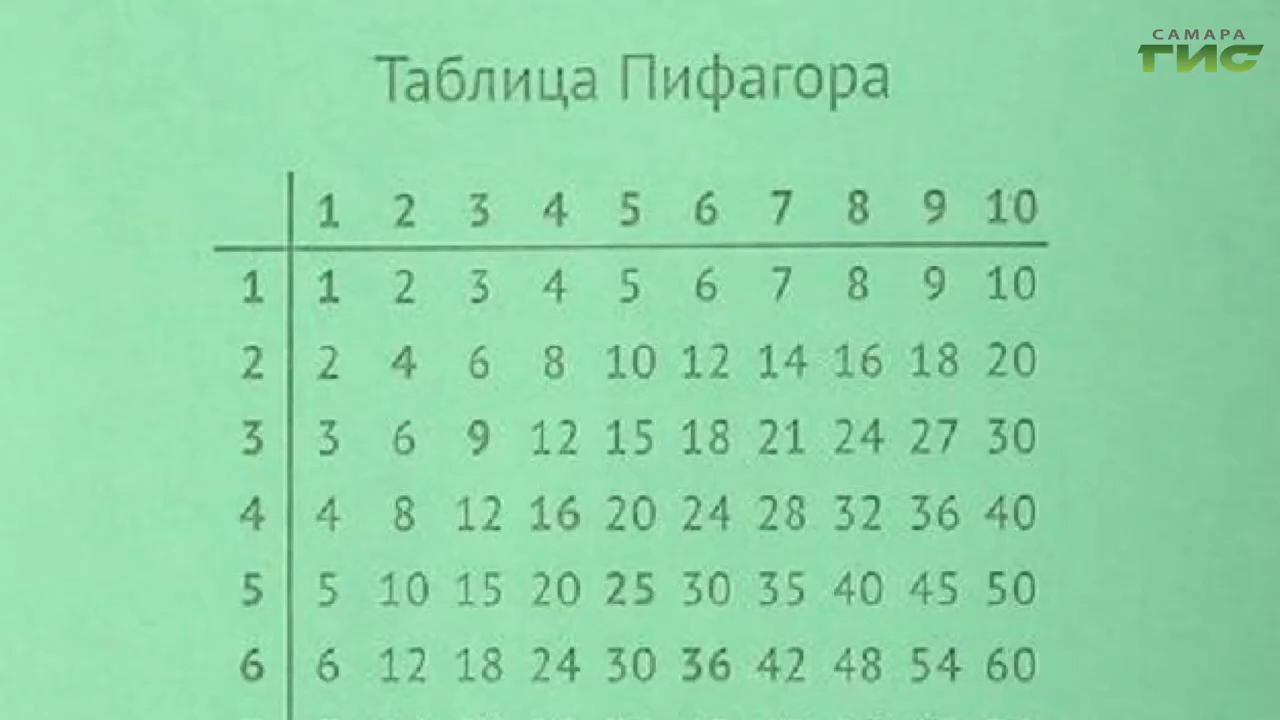 САМАРА
ГИС
Таблица Пифагора
1 2 3 4 5 6 7 8 9 10
1 1 2 3 4 5 6 7 8 9 10
2 2 4 6 8 10 12 14 16 18 20
3 3 6 9 12 15 18 21 24 27 30
4 4 8 12 16 20 24 28 32 36 40
5 5 10 15 20 25 30 35 40 45 50
6 6 12 18 24 30 36 42 48 54 60